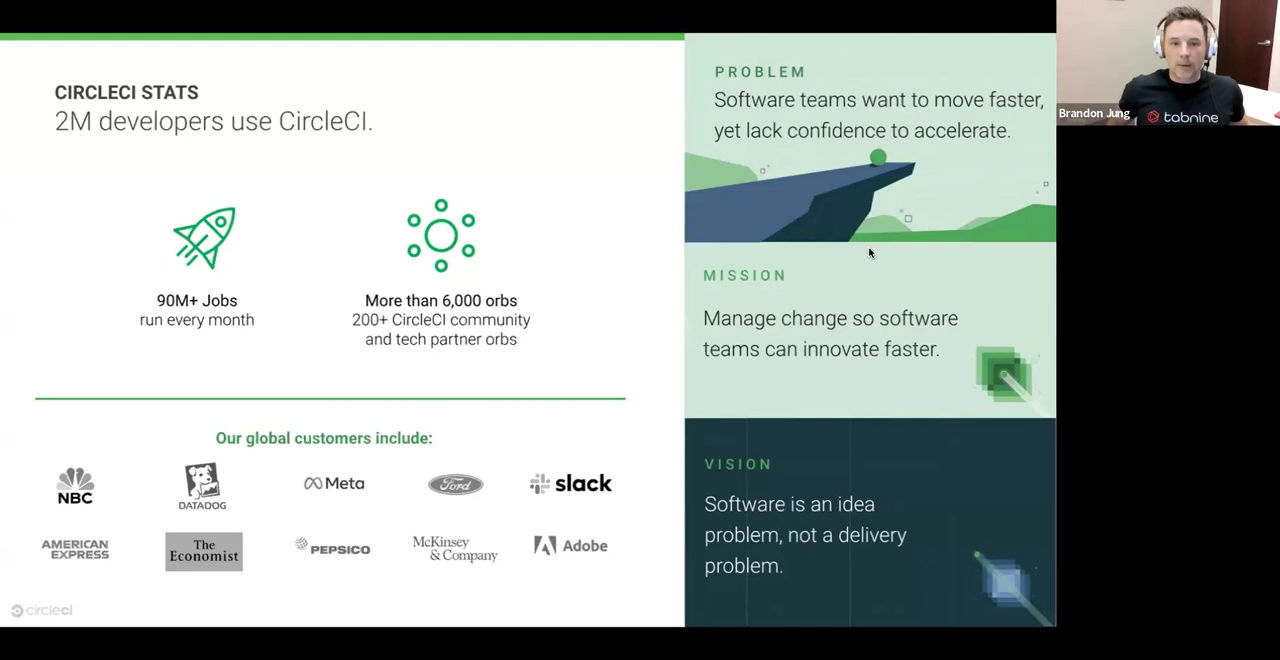 CIRCLECI STATS
2M developers use CircleCI.
90M+ Jobs
run every month
More than 6,000 orbs
200+ CircleCI community
and tech partner orbs
Our global customers include:
NBC
DATADOG
Meta
Ford
slack
AMERICAN
EXPRESS
The
Economist
PEPSICO
McKinsey
& Company
Adobe
circleci
PROBLEM
Software teams want to move faster,
yet lack confidence to accelerate.
MISSION
Manage change so software
teams can innovate faster.
VISION
Software is an idea
problem, not a delivery
problem.
Brandon Jung
tabnine